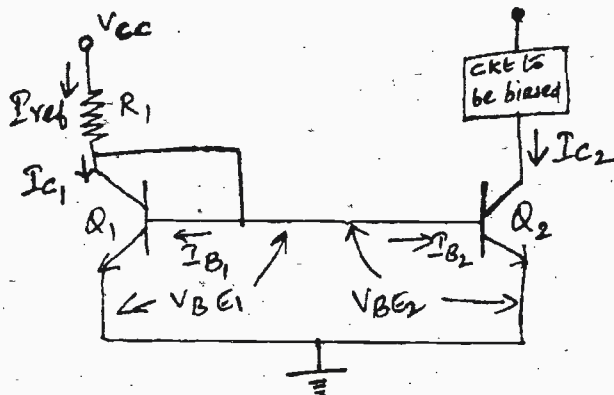 Vcc
Iref
R1
ckt to
be biased
IC1
IC2
Q1
Q2
IB1
IB2
VBE1
VBE2